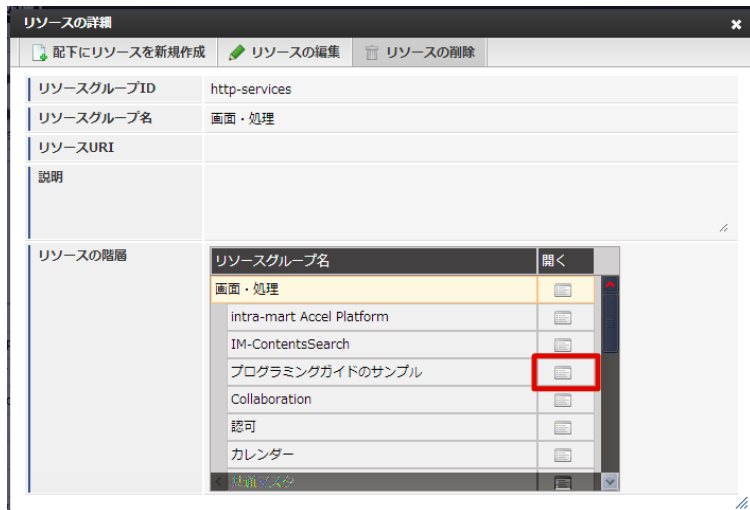 リソースの詳細
配下にリソースを新規作成 リソースの編集 リソースの削除
リソースグループID http-services
リソースグループ名 画面・処理
リソースURI
説明
リソースの階層
リソースグループ名 開く
画面・処理
intra-mart Accel Platform
IM-ContentsSearch
プログラミングガイドのサンプル
Collaboration
認可
カレンダー
共通マスタ